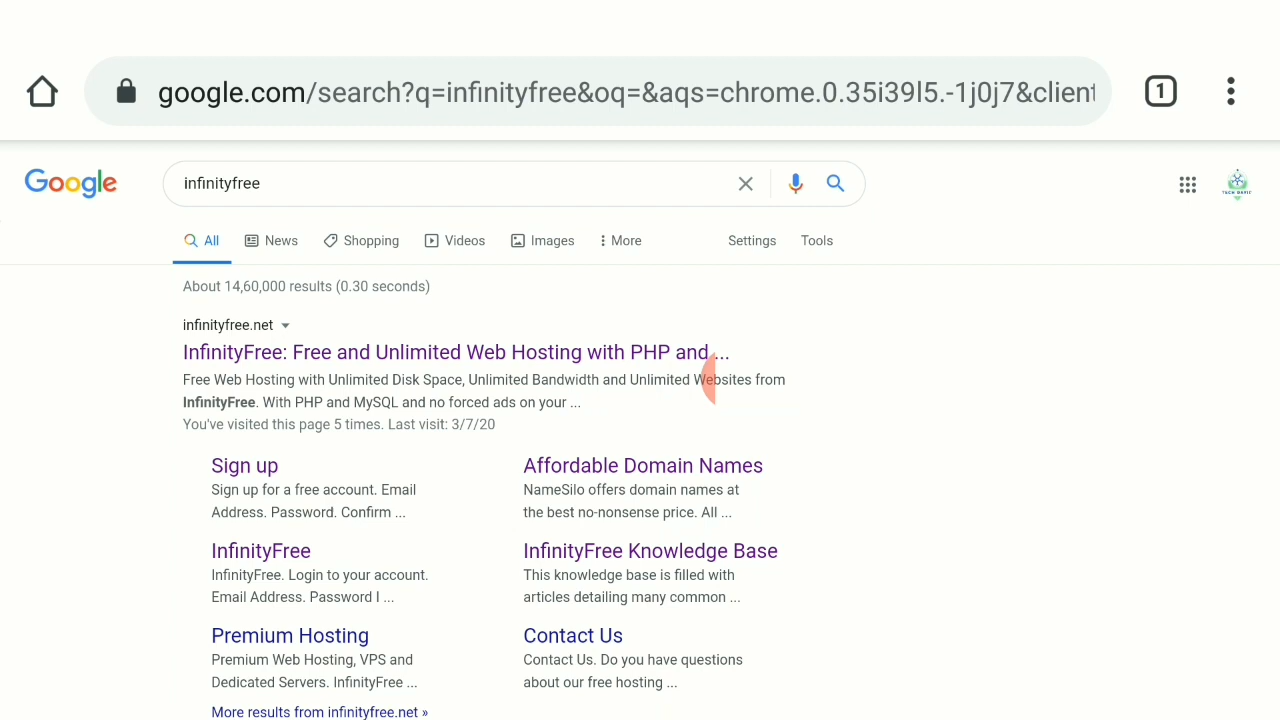 google.com/search?q=infinityfree&oq=&aqs=chrome.0.35i39l5.-1j0j7&client
1
Google
infinityfree
TECH RAVIZ
All
News
Shopping
Videos
Images
More
Settings
Tools
About 14,60,000 results (0.30 seconds)
infinityfree.net
InfinityFree: Free and Unlimited Web Hosting with PHP and ...
Free Web Hosting with Unlimited Disk Space, Unlimited Bandwidth and Unlimited Websites from
InfinityFree. With PHP and MySQL and no forced ads on your ...
You've visited this page 5 times. Last visit: 3/7/20
Sign up
Sign up for a free account. Email
Address. Password. Confirm ...
Affordable Domain Names
NameSilo offers domain names at
the best no-nonsense price. All ...
InfinityFree
InfinityFree. Login to your account.
Email Address. Password I ...
InfinityFree Knowledge Base
This knowledge base is filled with
articles detailing many common ...
Premium Hosting
Premium Web Hosting, VPS and
Dedicated Servers. InfinityFree ...
Contact Us
Contact Us. Do you have questions
about our free hosting ...
More results from infinityfree.net »